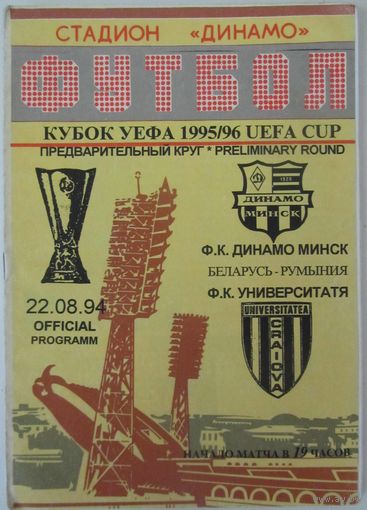 СТАДИОН «ДИНАМО»
ФУТБОЛ
КУБОК УЕФА 1995/96 UEFA CUP
ПРЕДВАРИТЕЛЬНЫЙ КРУГ * PRELIMINARY ROUND
ДИНАМО
МИНСК
Ф.К. ДИНАМО МИНСК
БЕЛАРУСЬ - РУМЫНИЯ
Ф.К. УНИВЕРСИТАТЯ
22.08.94
OFFICIAL
PROGRAMM
UNIVERSITATEA
CRAIOVA
НАЧАЛО МАТЧА В 19 ЧАСОВ